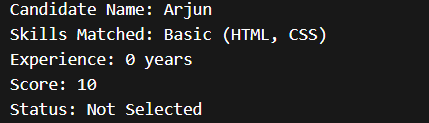 Candidate Name: Arjun
Skills Matched: Basic (HTML, CSS)
Experience: 0 years
Score: 10
Status: Not Selected